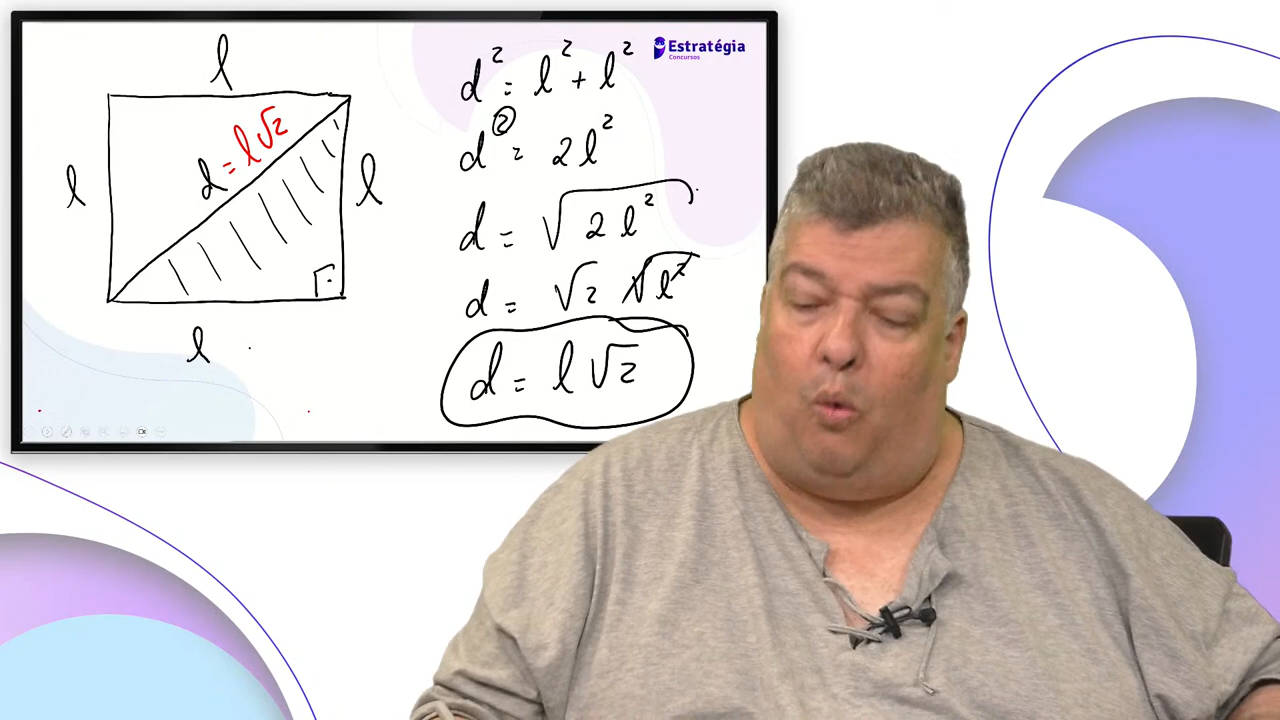 l
l
d = l√2
l
l
d² = l² + l²
d² = 2l²
d = √2l²
d = √2 √l²
d = l√2
Estratégia
Concursos